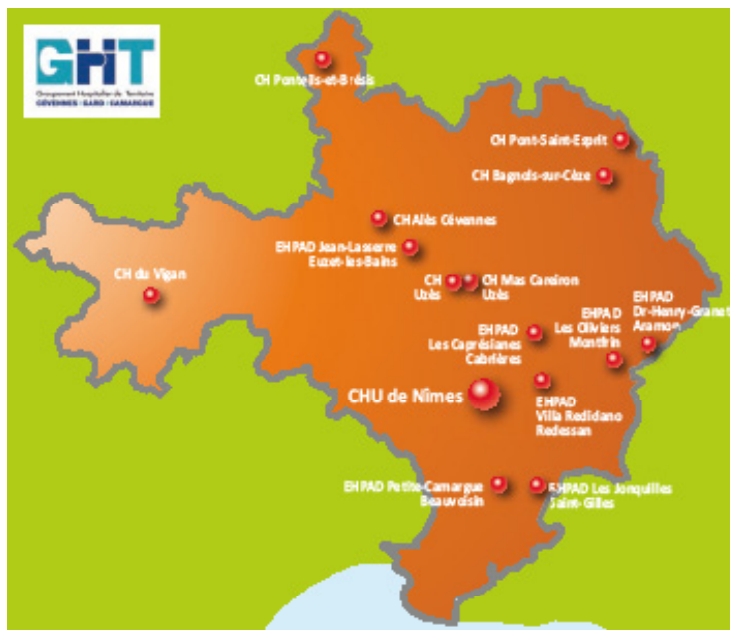 GHT
Groupement Hospitalier de Territoire
CÉVENNES | GARD | CAMARGUE
CH Ponteils-et-Brésis
CH Pont-Saint-Esprit
CH Bagnols-sur-Cèze
CH Alès Cévennes
EHPAD Jean-Lasserre
Euzet-les-Bains
CH du Vigan
CH
Uzès
CH Mas Careiron
Uzès
EHPAD
Dr-Henry-Granet
Aramon
EHPAD
Les Oliviers
Montfrin
EHPAD
Les Caprésianes
Cabrières
CHU de Nîmes
EHPAD
Villa Redidano
Redessan
EHPAD Petite-Camargue
Beauvoisin
EHPAD Les Jonquilles
Saint-Gilles